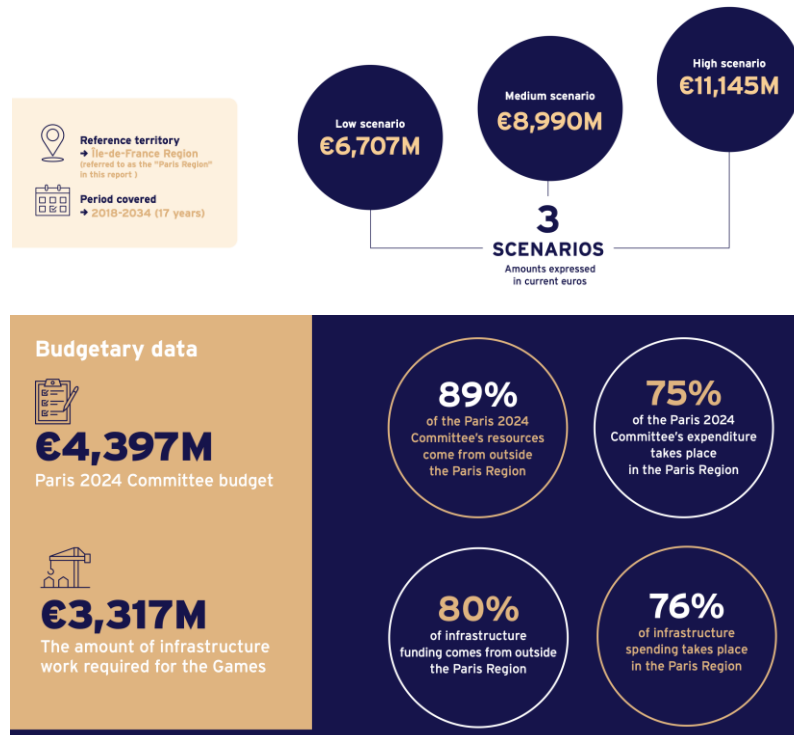 Reference territory
➔ Île-de-France Region
(referred to as the "Paris Region"
in this report )
Period covered
➔ 2018-2034 (17 years)
Low scenario
€6,707M
Medium scenario
€8,990M
High scenario
€11,145M
3
SCENARIOS
Amounts expressed
in current euros
Budgetary data
€4,397M
Paris 2024 Committee budget
€3,317M
The amount of infrastructure
work required for the Games
89%
of the Paris 2024
Committee's resources
come from outside
the Paris Region
75%
of the Paris 2024
Committee's expenditure
takes place
in the Paris Region
80%
of infrastructure
funding comes from outside
the Paris Region
76%
of infrastructure
spending takes place
in the Paris Region